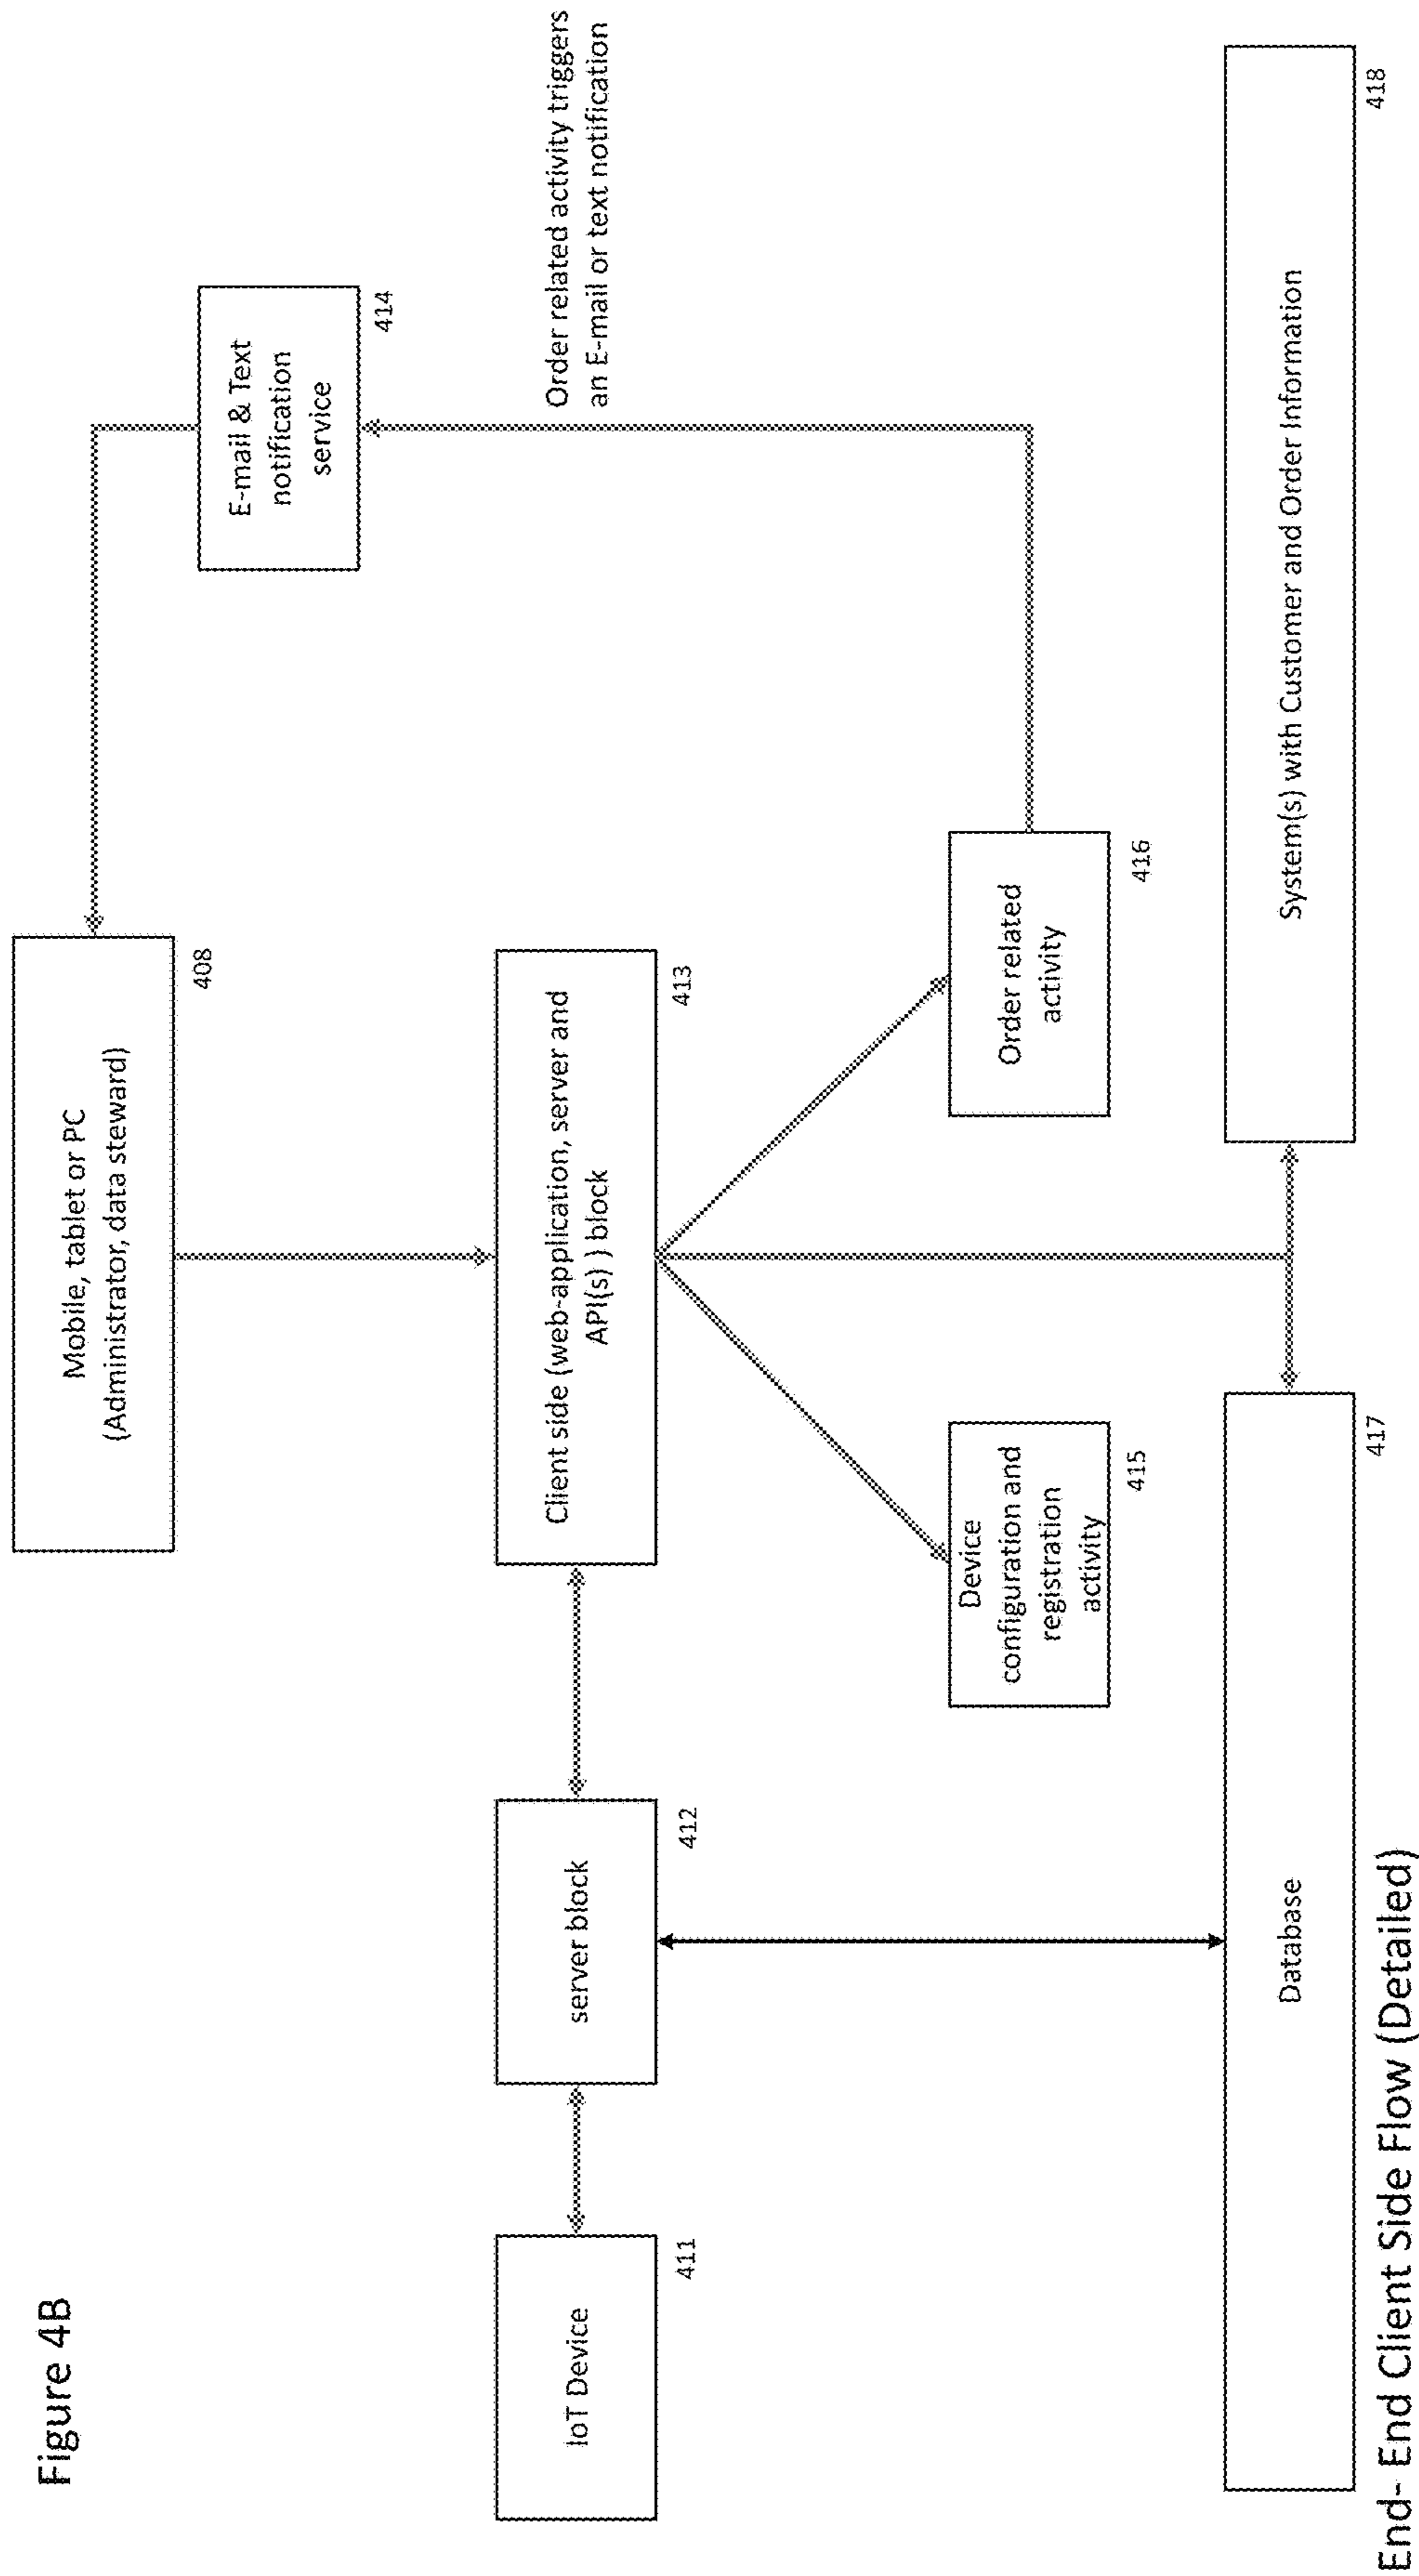 Figure 4B
Mobile, tablet or PC
(Administrator, data steward)
408
E-mail & Text
notification
service
414
IoT Device
411
server block
412
Client side (web-application, server and
API(s) ) block
413
Order related activity triggers
an E-mail or text notification
Device
configuration and
registration
activity
415
Order related
activity
416
Database
417
System(s) with Customer and Order Information
418
End- End Client Side Flow (Detailed)